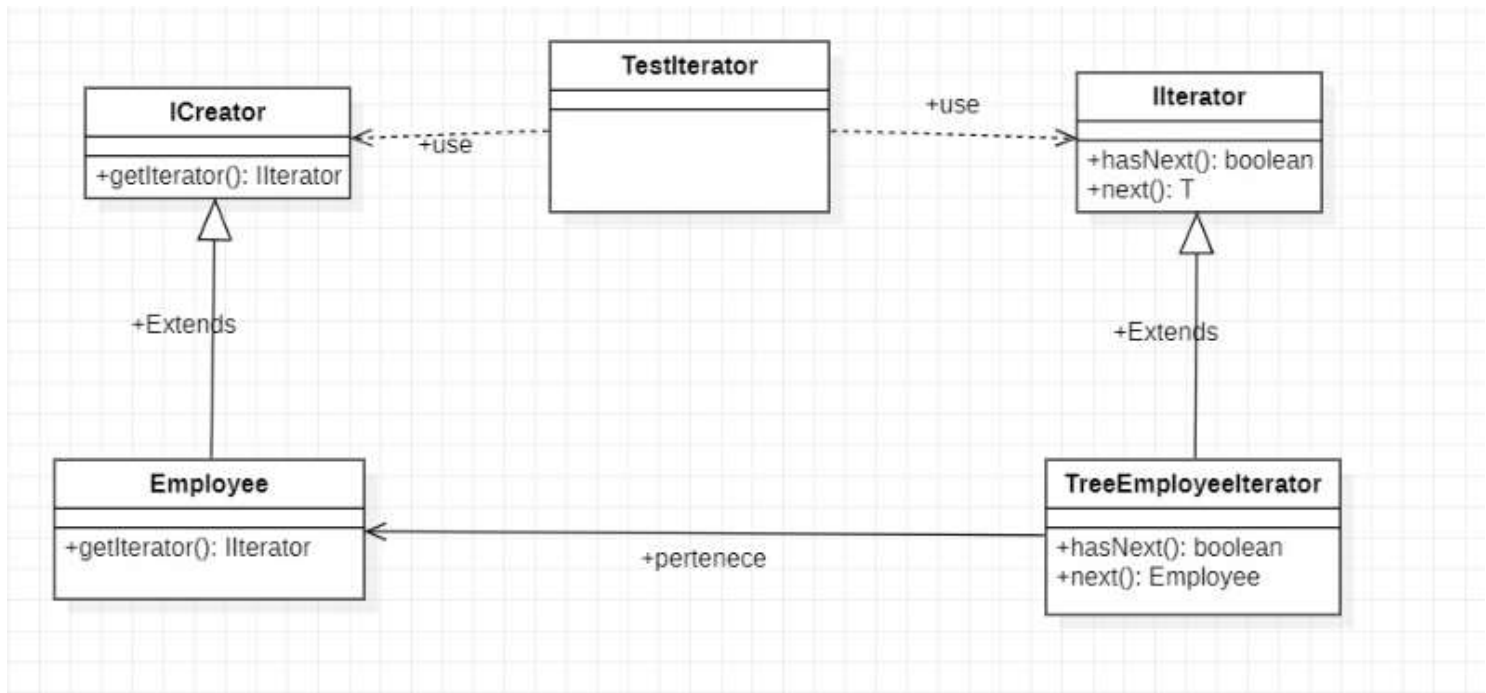 TestIterator
ICreator
IIterator
+use
+use
+getIterator(): IIterator
+hasNext(): boolean
+next(): T
+Extends
+Extends
Employee
TreeEmployeeIterator
+getIterator(): IIterator
+hasNext(): boolean
+next(): Employee
+pertenece